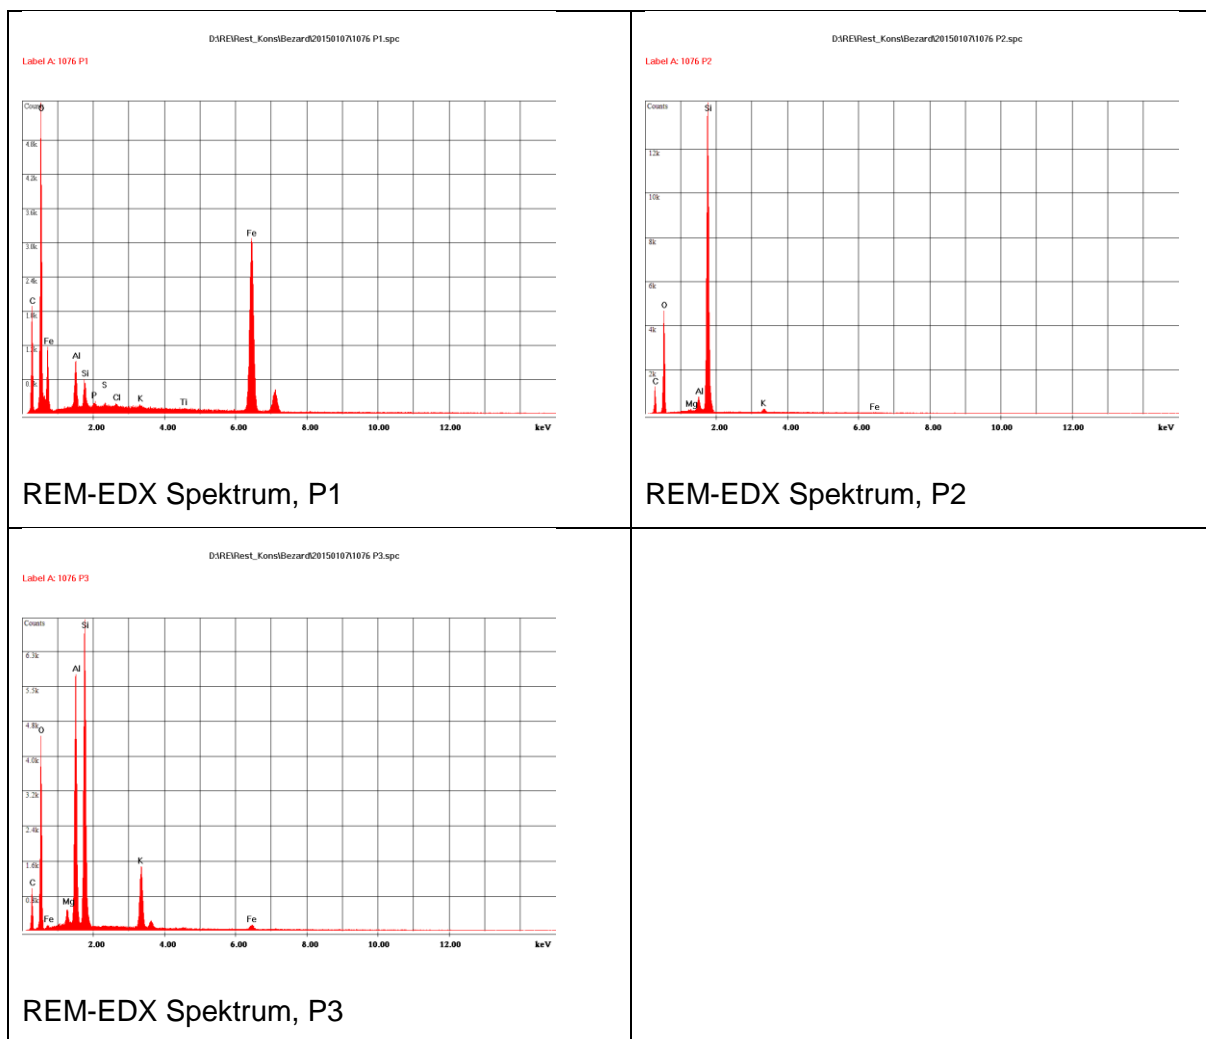 D:\RE\Rest_Kons\Bezard\20150107\1076 P1.spc
Label A: 1076 P1
Counts
O
4.8k
4.2k
3.6k
3.0k
Fe
2.4k
C
1.8k
Fe
1.2k
Al
Si
0.6k
P
S
Cl
K
Ti
2.00 4.00 6.00 8.00 10.00 12.00 keV
REM-EDX Spektrum, P1
D:\RE\Rest_Kons\Bezard\20150107\1076 P2.spc
Label A: 1076 P2
Counts
Si
12k
10k
8k
6k
O
4k
2k
C
Mg
Al
K
Fe
2.00 4.00 6.00 8.00 10.00 12.00 keV
REM-EDX Spektrum, P2
D:\RE\Rest_Kons\Bezard\20150107\1076 P3.spc
Label A: 1076 P3
Counts
Si
6.3k
Al
5.5k
4.8k
O
4.0k
3.2k
2.4k
1.6k
K
C
0.8k
Fe
Mg
Fe
2.00 4.00 6.00 8.00 10.00 12.00 keV
REM-EDX Spektrum, P3